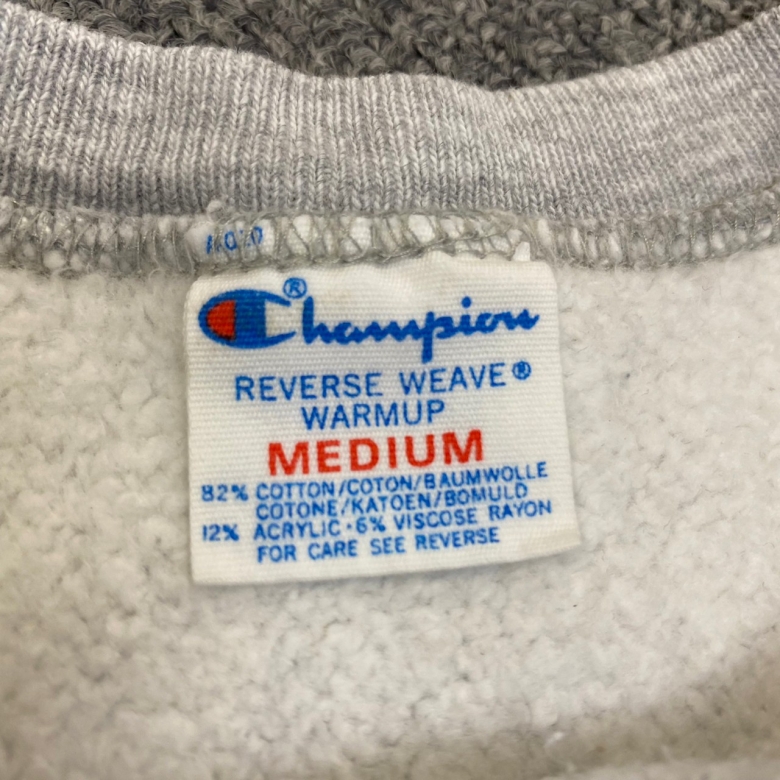 Champion®
REVERSE WEAVE®
WARMUP
MEDIUM
82% COTTON/COTON/BAUMWOLLE
COTONE/KATOEN/BOMULD
12% ACRYLIC·6% VISCOSE RAYON
FOR CARE SEE REVERSE